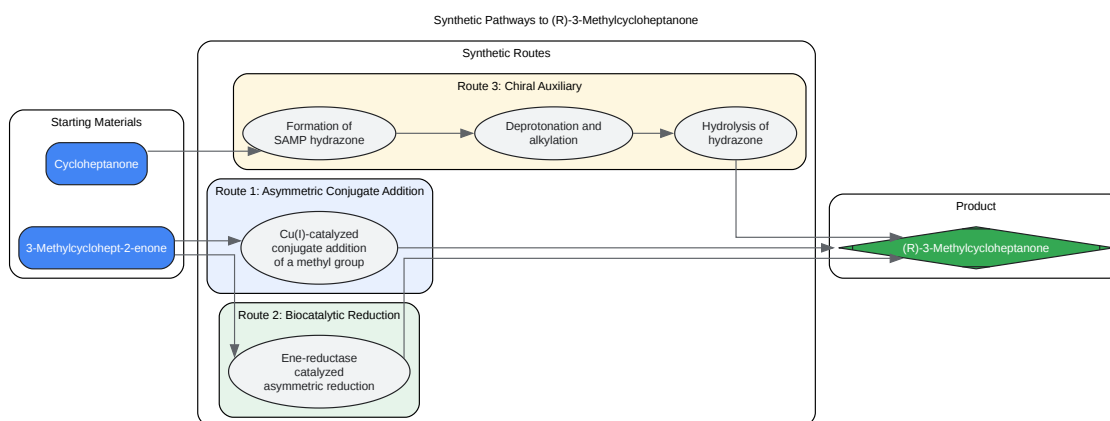 Synthetic Pathways to (R)-3-Methylcycloheptanone
Synthetic Routes
Route 3: Chiral Auxiliary
Starting Materials
Formation of
SAMP hydrazone
Deprotonation and
alkylation
Hydrolysis of
hydrazone
Cycloheptanone
Route 1: Asymmetric Conjugate Addition
Product
3-Methylcyclohept-2-enone
Cu(I)-catalyzed
conjugate addition
of a methyl group
(R)-3-Methylcycloheptanone
Route 2: Biocatalytic Reduction
Ene-reductase
catalyzed
asymmetric reduction